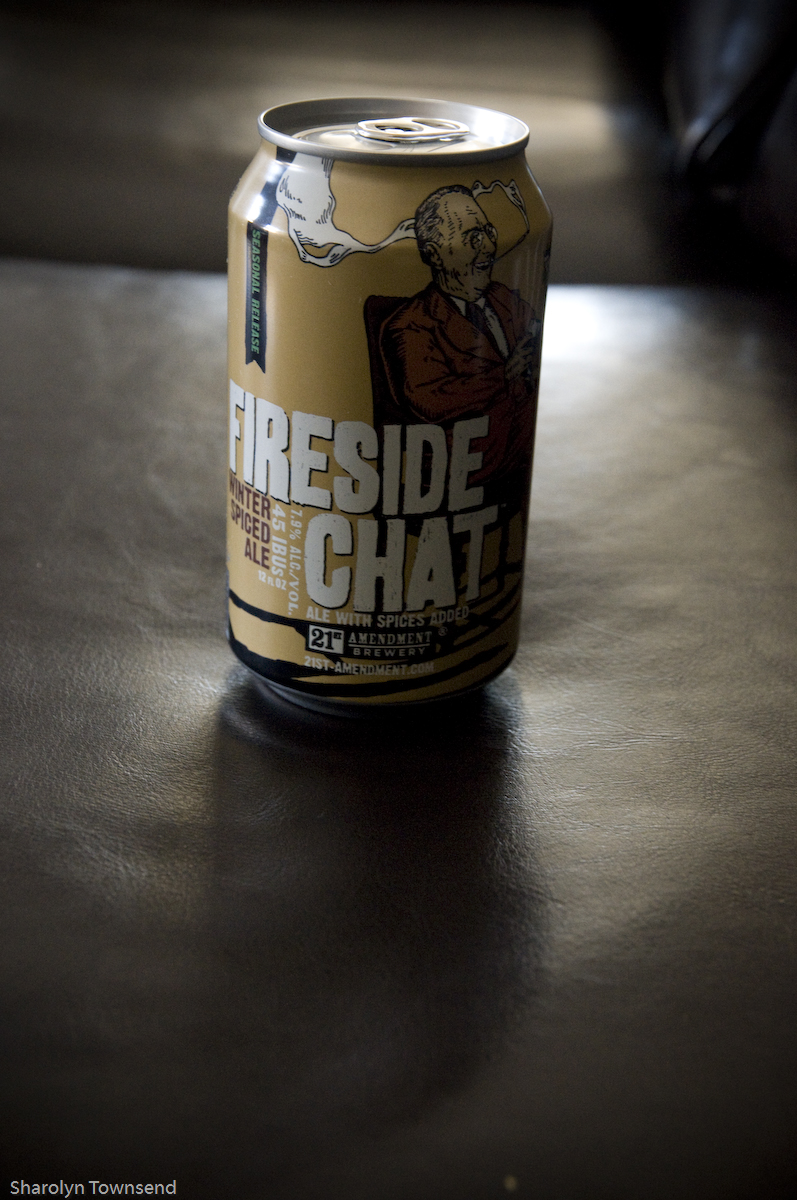 SEASONAL RELEASE
FIRESIDE
CHAT
WINTER
SPICED
ALE
45 IBUS
12 FL OZ
7.9% ALC/VOL.
ALE WITH SPICES ADDED
21ST AMENDMENT®
BREWERY
21ST-AMENDMENT.COM
Sharolyn Townsend